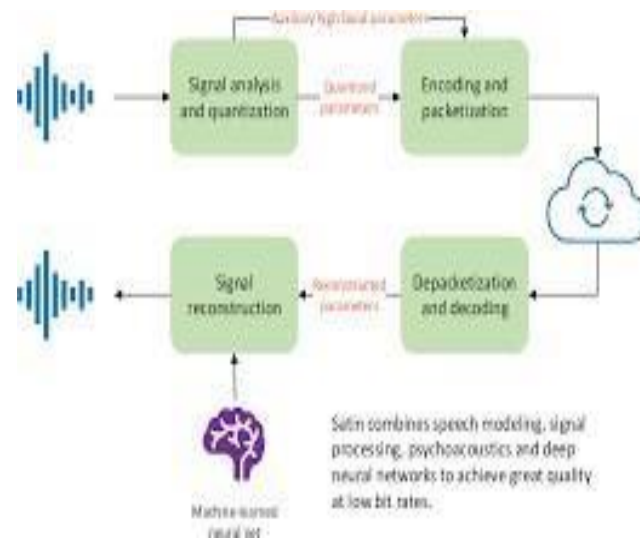 Auxiliary high band parameters
Signal analysis
and quantization
Quantized
parameters
Encoding and
packetization
Signal
reconstruction
Reconstructed
parameters
Depacketization
and decoding
Machine-learned
neural net
Satin combines speech modeling, signal
processing, psychoacoustics and deep
neural networks to achieve great quality
at low bit rates.